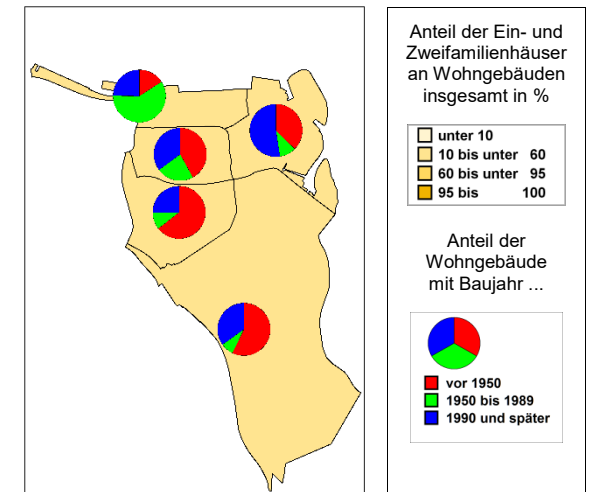 Anteil der Ein- und
Zweifamilienhäuser
an Wohngebäuden
insgesamt in %
unter 10
10 bis unter 60
60 bis unter 95
95 bis 100
Anteil der
Wohngebäude
mit Baujahr ...
vor 1950
1950 bis 1989
1990 und später